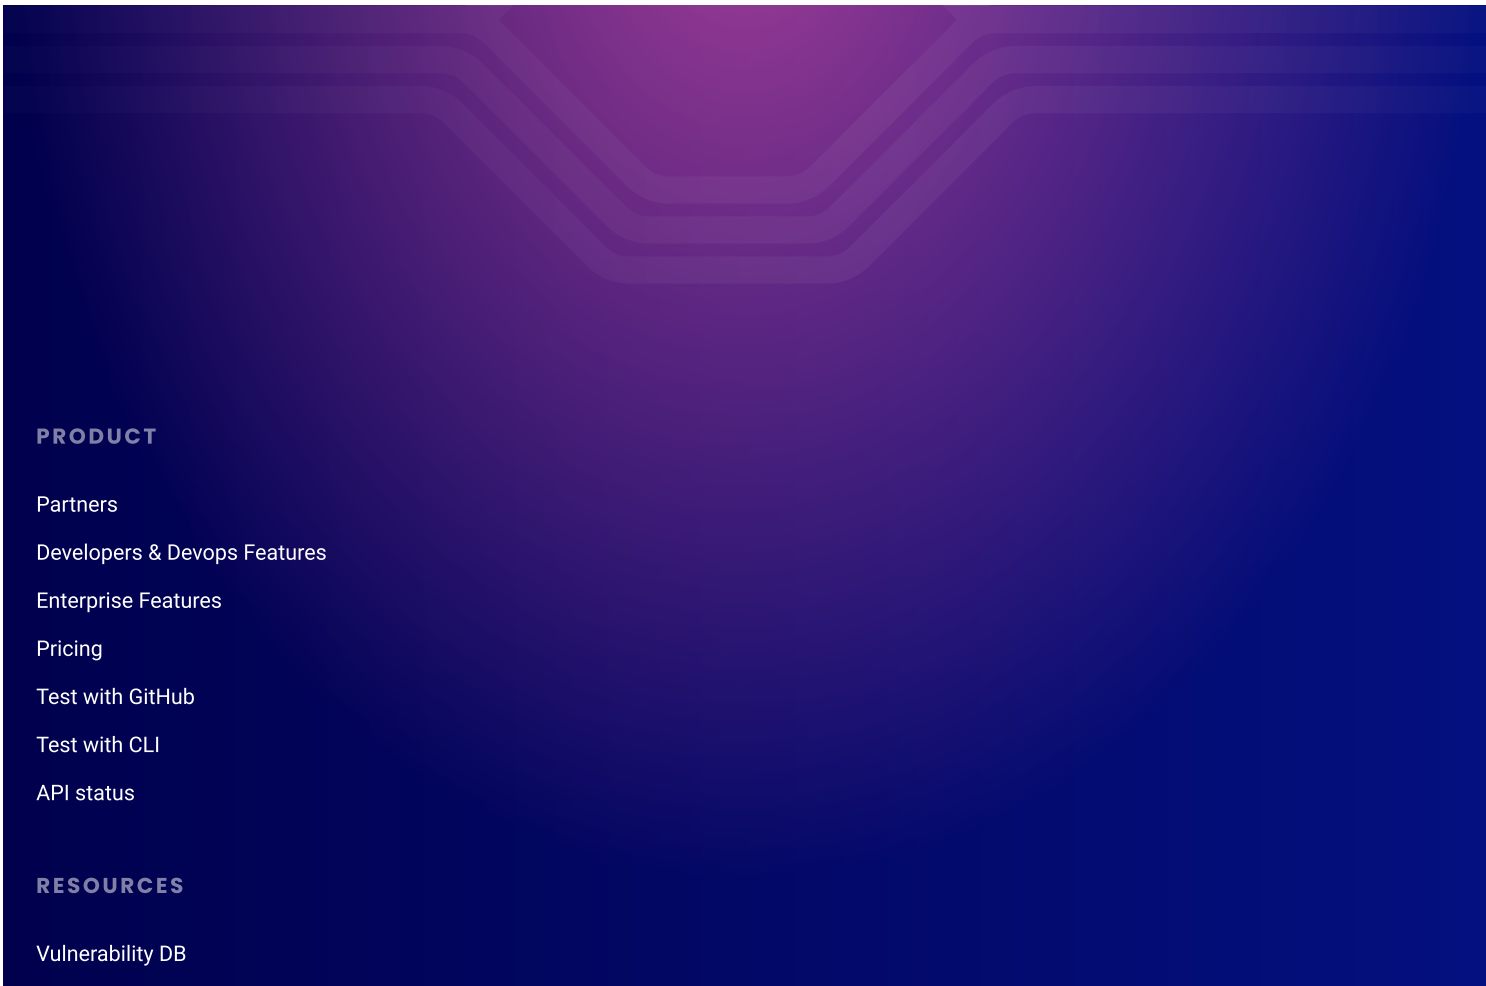 PRODUCT
Partners
Developers & Devops Features
Enterprise Features
Pricing
Test with GitHub
Test with CLI
API status
RESOURCES
Vulnerability DB